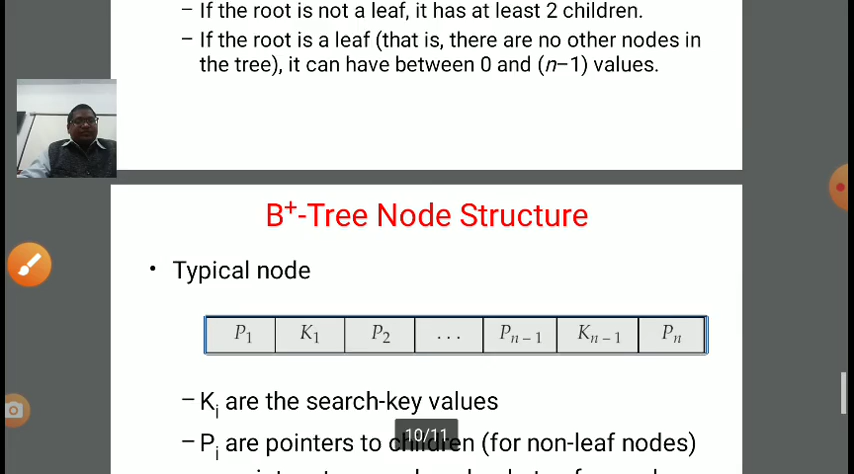 – If the root is not a leaf, it has at least 2 children.
– If the root is a leaf (that is, there are no other nodes in
the tree), it can have between 0 and (n–1) values.
B+-Tree Node Structure
• Typical node
P1 K1 P2 ... Pn – 1 Kn – 1 Pn
– Ki are the search-key values
– Pi are pointers to children (for non-leaf nodes)
10/11